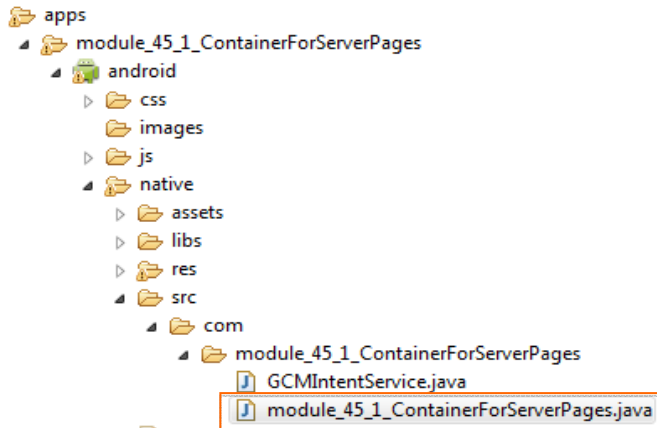 apps
module_45_1_ContainerForServerPages
android
css
images
js
native
assets
libs
res
src
com
module_45_1_ContainerForServerPages
GCMIntentService.java
module_45_1_ContainerForServerPages.java